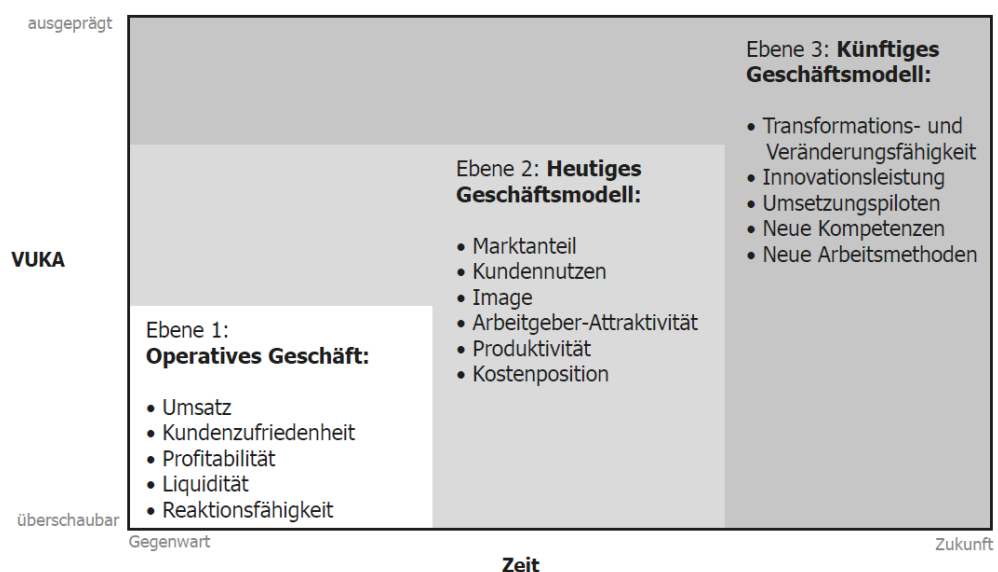 ausgeprägt
Ebene 3: Künftiges
Geschäftsmodell:
• Transformations- und
Veränderungsfähigkeit
• Innovationsleistung
• Umsetzungspiloten
• Neue Kompetenzen
• Neue Arbeitsmethoden
Ebene 2: Heutiges
Geschäftsmodell:
• Marktanteil
• Kundennutzen
• Image
• Arbeitgeber-Attraktivität
• Produktivität
• Kostenposition
VUKA
Ebene 1:
Operatives Geschäft:
• Umsatz
• Kundenzufriedenheit
• Profitabilität
• Liquidität
• Reaktionsfähigkeit
überschaubar
Gegenwart
Zukunft
Zeit